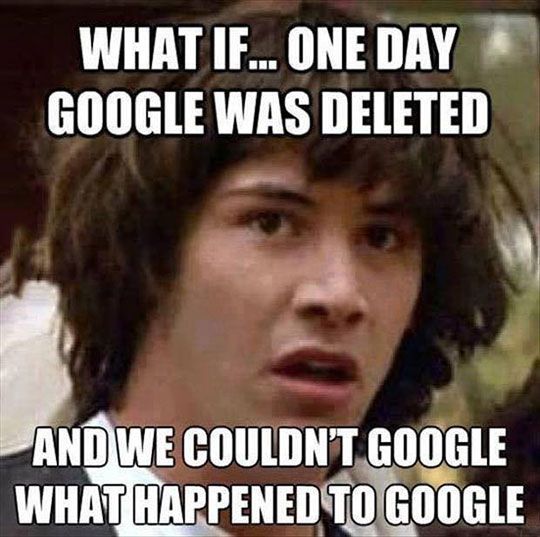 WHAT IF... ONE DAY
GOOGLE WAS DELETED
AND WE COULDN'T GOOGLE
WHAT HAPPENED TO GOOGLE